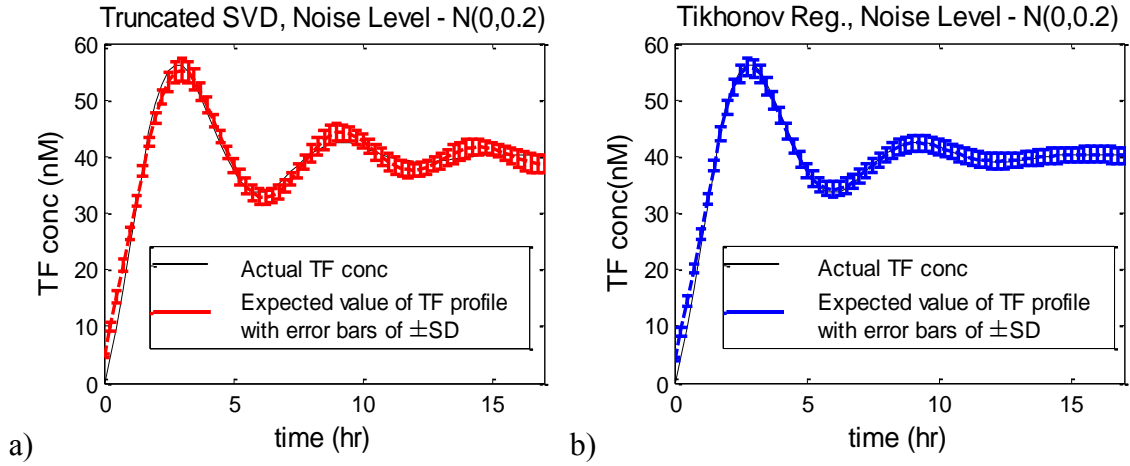 Truncated SVD, Noise Level - N(0,0.2)
60
50
40
30
20
10
0
TF conc (nM)
Actual TF conc
Expected value of TF profile
with error bars of ±SD
0 5 10 15
time (hr)
a)
Tikhonov Reg., Noise Level - N(0,0.2)
60
50
40
30
20
10
0
TF conc(nM)
Actual TF conc
Expected value of TF profile
with error bars of ±SD
0 5 10 15
time (hr)
b)